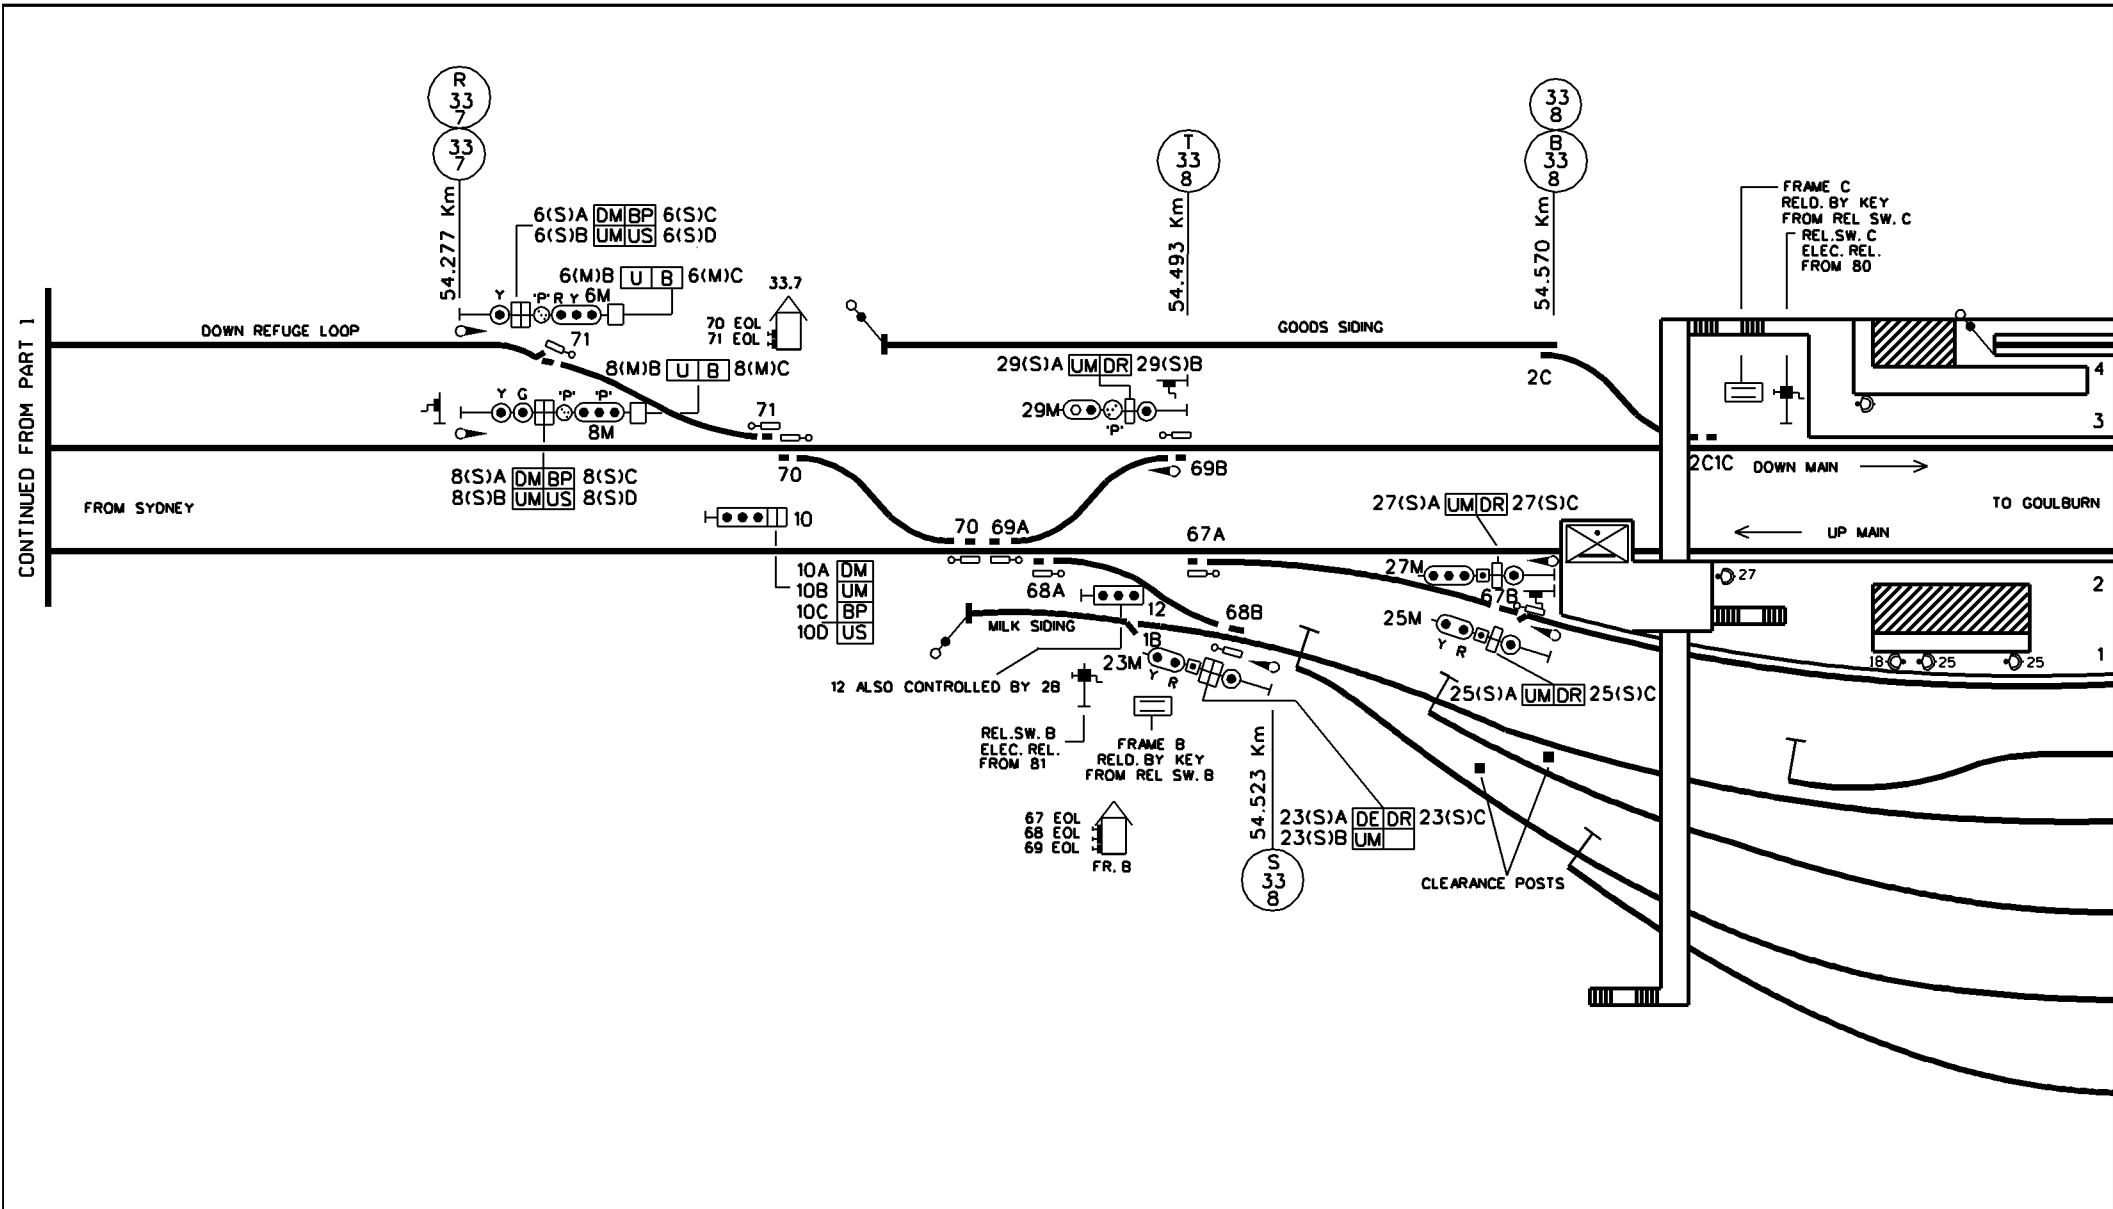 R
33
7
33
7
54.277 Km
T
33
8
54.493 Km
33
8
B
33
8
54.570 Km
FRAME C
RELD. BY KEY
FROM REL SW. C
REL.SW. C
ELEC. REL.
FROM 80
6(S)A DM BP 6(S)C
6(S)B UM US 6(S)D
6(M)B U B 6(M)C
Y 'P' R Y 6M
71
33.7
70 EOL
71 EOL
CONTINUED FROM PART 1
DOWN REFUGE LOOP
GOODS SIDING
8(M)B U B 8(M)C
Y G 'P' 'P'
8M
71
70
29(S)A UM DR 29(S)B
29M
'P'
2C
4
3
69B
2C1C
DOWN MAIN
8(S)A DM BP 8(S)C
8(S)B UM US 8(S)D
FROM SYDNEY
TO GOULBURN
10
70 69A
67A
27(S)A UM DR 27(S)C
UP MAIN
10A DM
10B UM
10C BP
10D US
68A
12
68B
27M
67B
27
2
MILK SIDING
1B
23M
Y R
25M
Y R
18
25
25
1
12 ALSO CONTROLLED BY 2B
25(S)A UM DR 25(S)C
REL.SW. B
ELEC. REL.
FROM 81
FRAME B
RELD. BY KEY
FROM REL SW. B
54.523 Km
S
33
8
67 EOL
68 EOL
69 EOL
FR. B
23(S)A DE DR 23(S)C
23(S)B UM
CLEARANCE POSTS